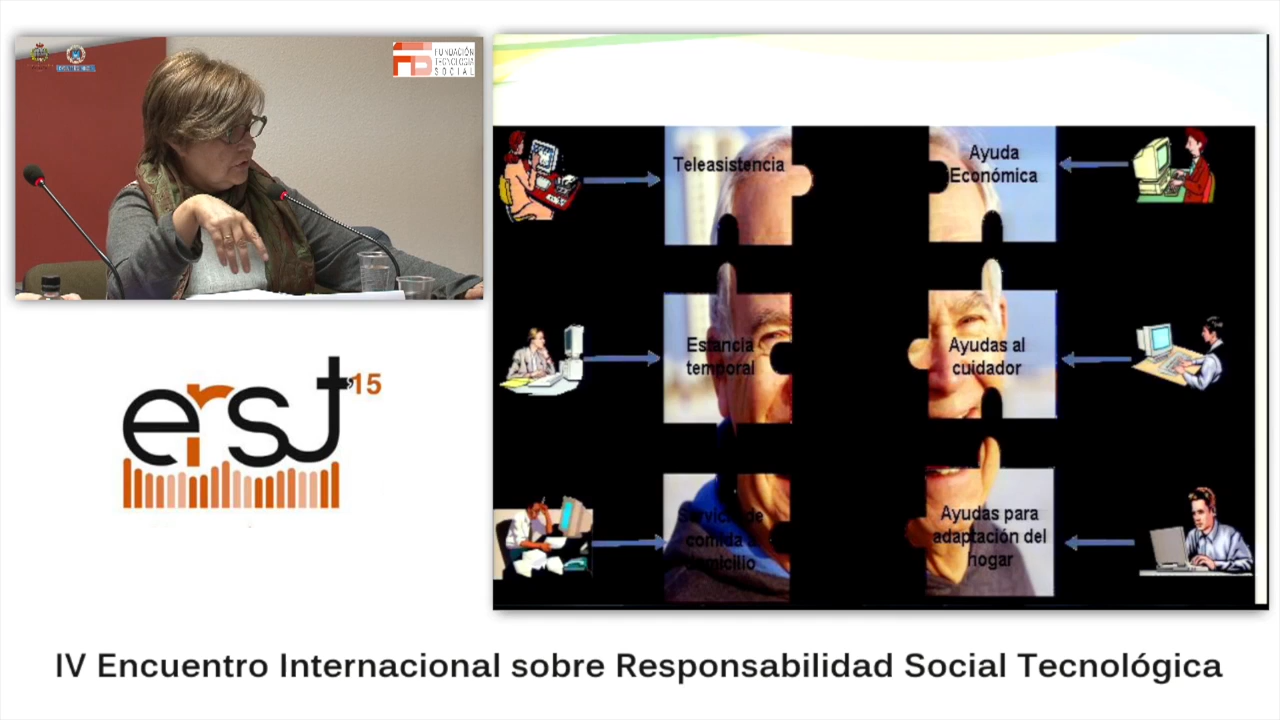 FUNDACIÓN
TECNOLOGÍA
SOCIAL
Teleasistencia
Ayuda
Económica
Estancia
temporal
Ayudas al
cuidador
Servicio de
comida a
domicilio
Ayudas para
adaptación del
hogar
erst'15
IV Encuentro Internacional sobre Responsabilidad Social Tecnológica